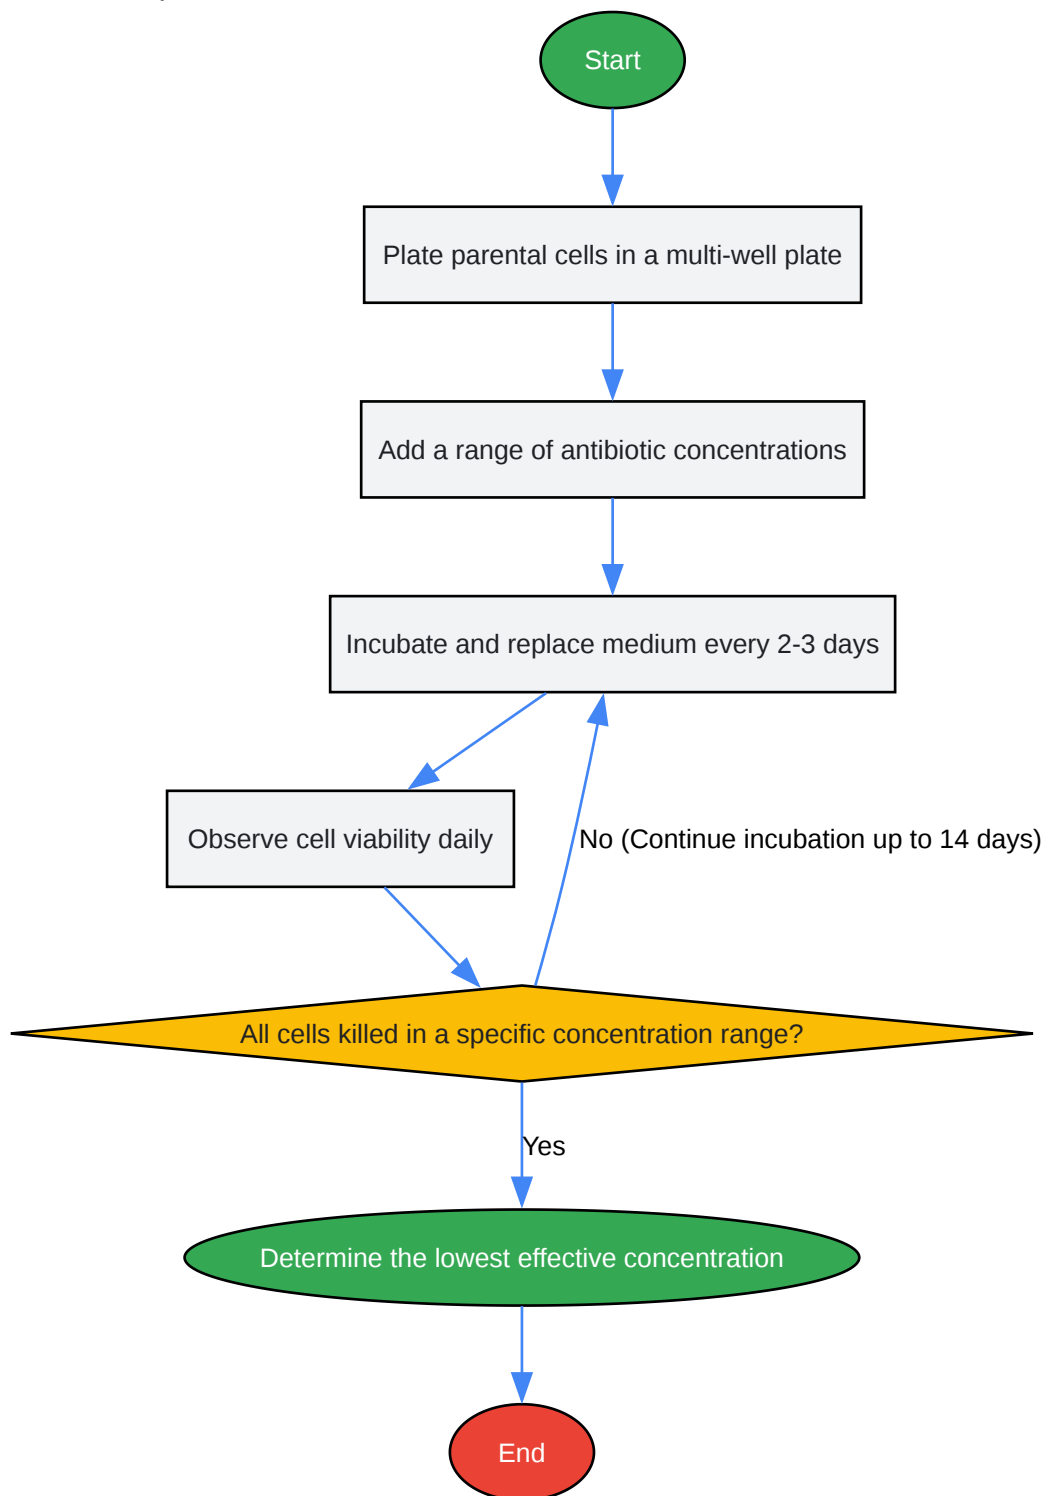 Start
Plate parental cells in a multi-well plate
Add a range of antibiotic concentrations
Incubate and replace medium every 2-3 days
Observe cell viability daily
No (Continue incubation up to 14 days)
All cells killed in a specific concentration range?
Yes
Determine the lowest effective concentration
End